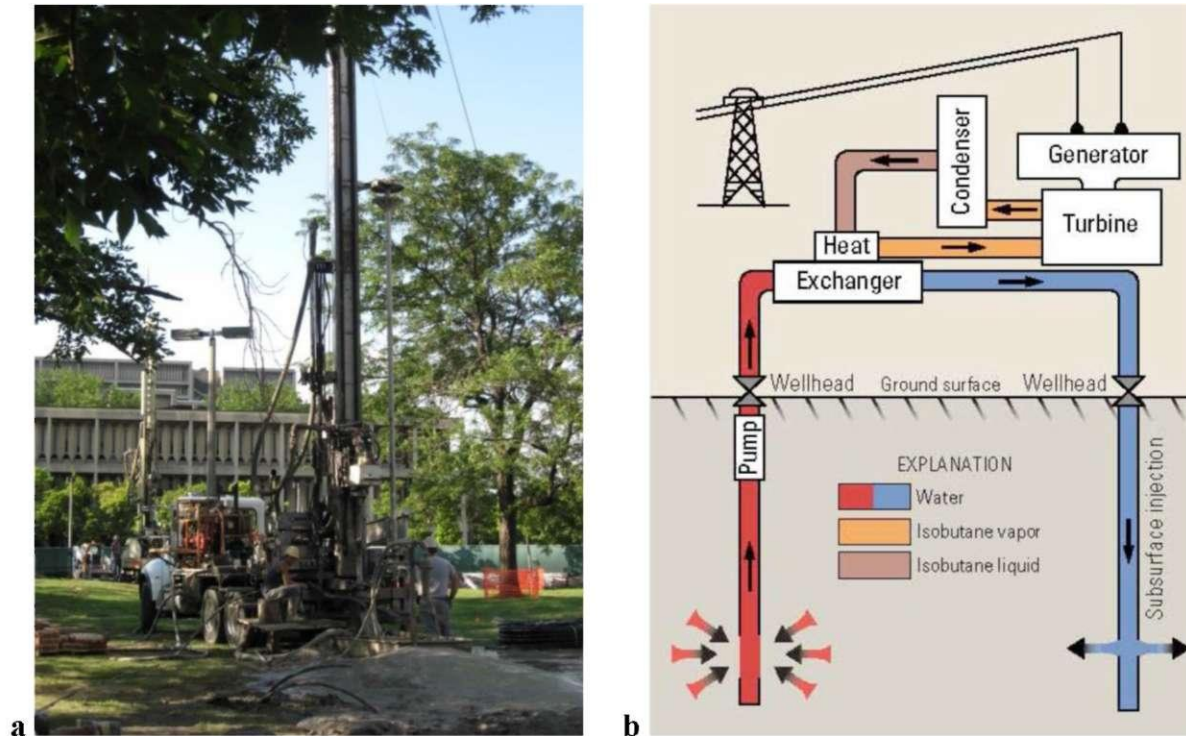 a
b
Condenser
Generator
Turbine
Heat
Exchanger
Wellhead
Ground surface
Wellhead
Pump
EXPLANATION
Water
Isobutane vapor
Isobutane liquid
Subsurface injection